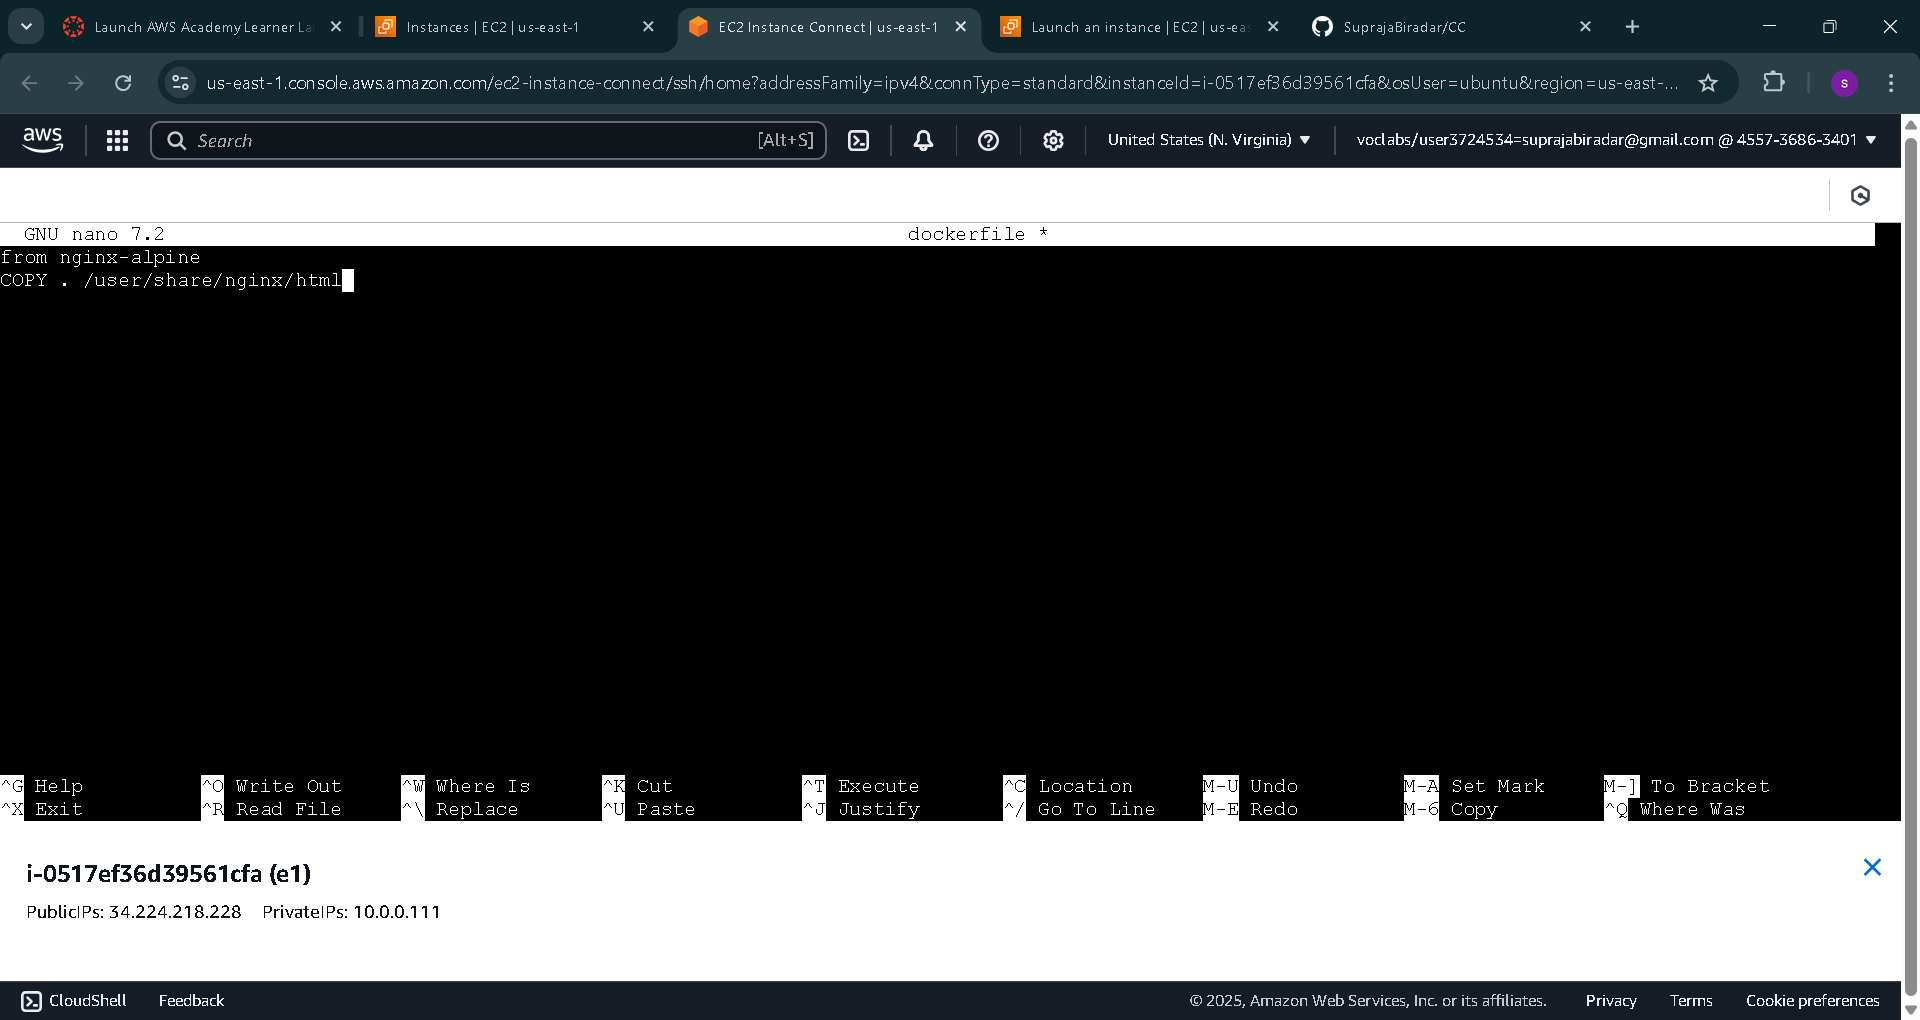 Launch AWS Academy Learner La
Instances | EC2 | us-east-1
EC2 Instance Connect | us-east-1
Launch an instance | EC2 | us-eas
SuprajaBiradar/CC
us-east-1.console.aws.amazon.com/ec2-instance-connect/ssh/home?addressFamily=ipv4&connType=standard&instanceId=i-0517ef36d39561cfa&osUser=ubuntu&region=us-east-...
s
aws
Search
[Alt+S]
United States (N. Virginia)
voclabs/user3724534=suprajabiradar@gmail.com @ 4557-3686-3401
GNU nano 7.2 dockerfile *
from nginx-alpine
COPY . /user/share/nginx/html
^G Help ^O Write Out ^W Where Is ^K Cut ^T Execute ^C Location M-U Undo M-A Set Mark M-] To Bracket
^X Exit ^R Read File ^\ Replace ^U Paste ^J Justify ^/ Go To Line M-E Redo M-6 Copy ^Q Where Was
i-0517ef36d39561cfa (e1)
PublicIPs: 34.224.218.228 PrivateIPs: 10.0.0.111
CloudShell Feedback © 2025, Amazon Web Services, Inc. or its affiliates. Privacy Terms Cookie preferences